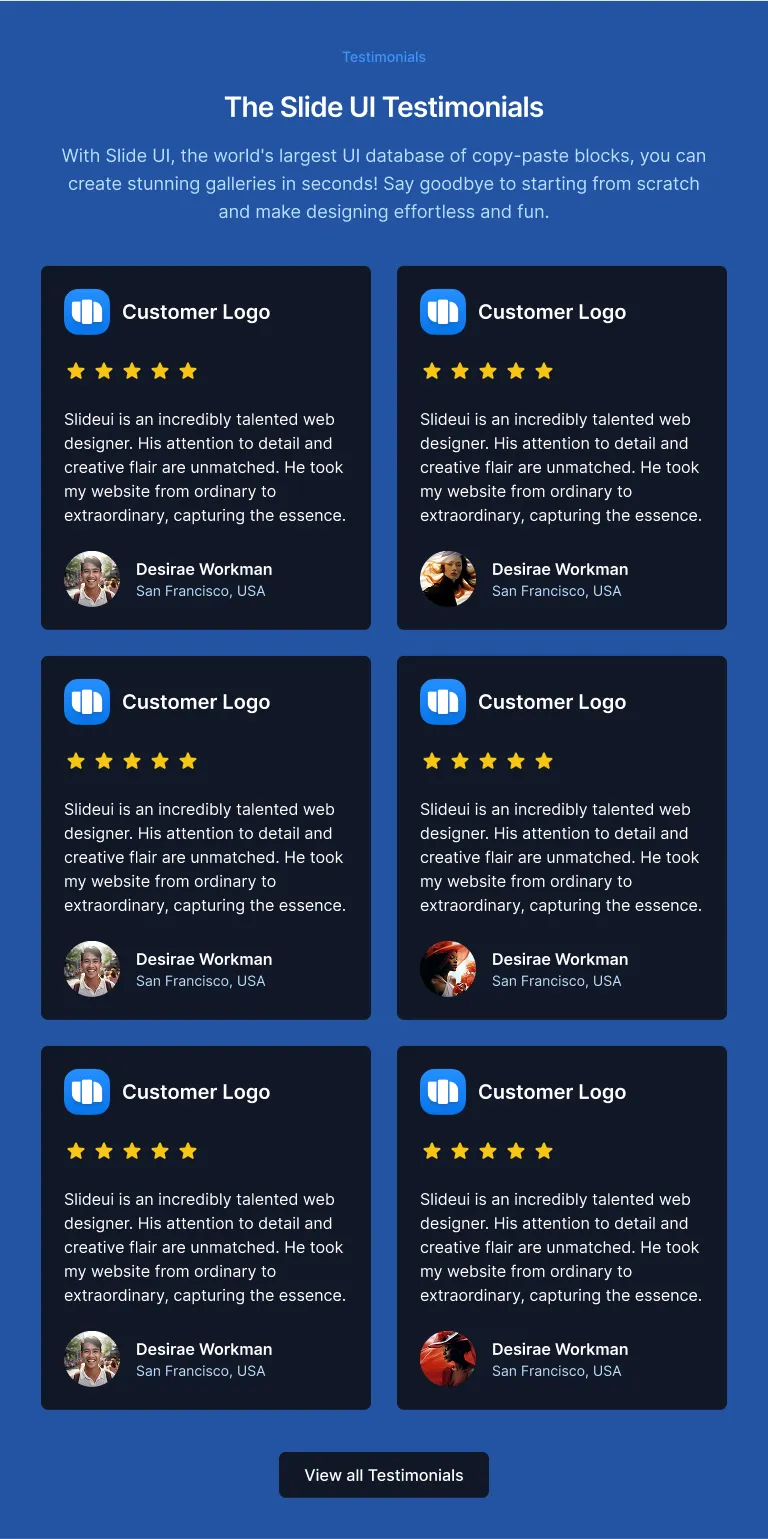 Testimonials
The Slide UI Testimonials
With Slide UI, the world's largest UI database of copy-paste blocks, you can
create stunning galleries in seconds! Say goodbye to starting from scratch
and make designing effortless and fun.
Customer Logo
Slideui is an incredibly talented web
designer. His attention to detail and
creative flair are unmatched. He took
my website from ordinary to
extraordinary, capturing the essence.
Desirae Workman
San Francisco, USA
Customer Logo
Slideui is an incredibly talented web
designer. His attention to detail and
creative flair are unmatched. He took
my website from ordinary to
extraordinary, capturing the essence.
Desirae Workman
San Francisco, USA
Customer Logo
Slideui is an incredibly talented web
designer. His attention to detail and
creative flair are unmatched. He took
my website from ordinary to
extraordinary, capturing the essence.
Desirae Workman
San Francisco, USA
Customer Logo
Slideui is an incredibly talented web
designer. His attention to detail and
creative flair are unmatched. He took
my website from ordinary to
extraordinary, capturing the essence.
Desirae Workman
San Francisco, USA
Customer Logo
Slideui is an incredibly talented web
designer. His attention to detail and
creative flair are unmatched. He took
my website from ordinary to
extraordinary, capturing the essence.
Desirae Workman
San Francisco, USA
Customer Logo
Slideui is an incredibly talented web
designer. His attention to detail and
creative flair are unmatched. He took
my website from ordinary to
extraordinary, capturing the essence.
Desirae Workman
San Francisco, USA
View all Testimonials